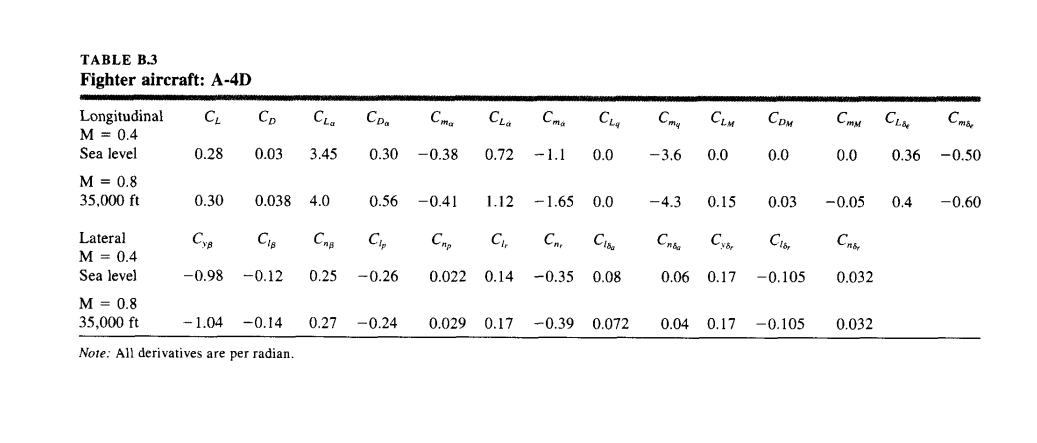 TABLE B.3
Fighter aircraft: A-4D
Longitudinal C_L C_D C_Lα C_Dα C_mα C_Lα̇ C_mα̇ C_Lq C_mq C_LM C_DM C_mM C_Lδe C_mδe
M = 0.4
Sea level 0.28 0.03 3.45 0.30 −0.38 0.72 −1.1 0.0 −3.6 0.0 0.0 0.0 0.36 −0.50
M = 0.8
35,000 ft 0.30 0.038 4.0 0.56 −0.41 1.12 −1.65 0.0 −4.3 0.15 0.03 −0.05 0.4 −0.60
Lateral C_yβ C_lβ C_nβ C_lp C_np C_lr C_nr C_lδa C_nδa C_yδr C_lδr C_nδr
M = 0.4
Sea level −0.98 −0.12 0.25 −0.26 0.022 0.14 −0.35 0.08 0.06 0.17 −0.105 0.032
M = 0.8
35,000 ft −1.04 −0.14 0.27 −0.24 0.029 0.17 −0.39 0.072 0.04 0.17 −0.105 0.032
Note: All derivatives are per radian.